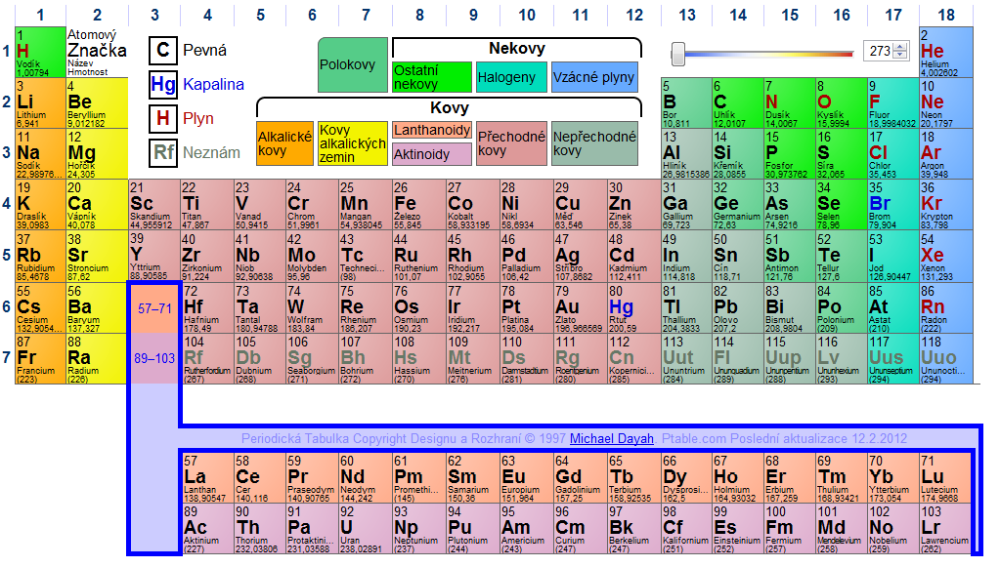 1 2 3 4 5 6 7 8 9 10 11 12 13 14 15 16 17 18
1
1
H
Vodík
1,00794
Atomový
Značka
Název
Hmotnost
C Pevná
Hg Kapalina
H Plyn
Rf Neznám
Polokovy
Nekovy
Ostatní
nekovy
Halogeny
Vzácné plyny
Kovy
Alkalické
kovy
Kovy
alkalických
zemin
Lanthanoidy
Aktinoidy
Přechodné
kovy
Nepřechodné
kovy
273
2
He
Helium
4,002602
2
3 4 5 6 7 8 9 10
Li Be B C N O F Ne
Lithium Beryllium Bor Uhlík Dusík Kyslík Fluor Neon
6,941 9,012182 10,811 12,0107 14,0067 15,9994 18,9984032 20,1797
3
11 12 13 14 15 16 17 18
Na Mg Al Si P S Cl Ar
Sodík Hořčík Hliník Křemík Fosfor Síra Chlor Argon
22,98976... 24,305 26,9815386 28,0855 30,973762 32,065 35,453 39,948
4
19 20 21 22 23 24 25 26 27 28 29 30 31 32 33 34 35 36
K Ca Sc Ti V Cr Mn Fe Co Ni Cu Zn Ga Ge As Se Br Kr
Draslík Vápník Skandium Titan Vanad Chrom Mangan Železo Kobalt Nikl Měď Zinek Gallium Germanium Arsen Selen Brom Krypton
39,0983 40,078 44,955912 47,867 50,9415 51,9961 54,938045 55,845 58,933195 58,6934 63,546 65,38 69,723 72,63 74,9216 78,96 79,904 83,798
5
37 38 39 40 41 42 43 44 45 46 47 48 49 50 51 52 53 54
Rb Sr Y Zr Nb Mo Tc Ru Rh Pd Ag Cd In Sn Sb Te I Xe
Rubidium Stroncium Yttrium Zirkonium Niob Molybden Techneci... Ruthenium Rhodium Palladium Stříbro Kadmium Indium Cín Antimon Tellur Jod Xenon
85,4678 87,62 88,90585 91,224 92,90638 95,96 (98) 101,07 102,9055 106,42 107,8682 112,411 114,818 118,71 121,76 127,6 126,90447 131,293
6
55 56 57–71 72 73 74 75 76 77 78 79 80 81 82 83 84 85 86
Cs Ba Hf Ta W Re Os Ir Pt Au Hg Tl Pb Bi Po At Rn
Cesium Baryum Hafnium Tantal Wolfram Rhenium Osmium Iridium Platina Zlato Rtuť Thallium Olovo Bismut Polonium Astat Radon
132,9054... 137,327 178,49 180,94788 183,84 186,207 190,23 192,217 195,084 196,966569 200,59 204,3833 207,2 208,9804 (209) (210) (222)
7
87 88 89–103 104 105 106 107 108 109 110 111 112 113 114 115 116 117 118
Fr Ra Rf Db Sg Bh Hs Mt Ds Rg Cn Uut Fl Uup Lv Uus Uuo
Francium Radium Rutherfordium Dubnium Seaborgium Bohrium Hassium Meitnerium Darmstadtium Roentgenium Kopernici... Ununtrium Ununquadium Ununpentium Ununhexium Ununseptium Ununocti...
(223) (226) (267) (268) (271) (272) (270) (276) (281) (280) (285) (284) (289) (288) (293) (294) (294)
Periodická Tabulka Copyright Designu a Rozhraní © 1997 Michael Dayah. Ptable.com Poslední aktualizace 12.2.2012
57 58 59 60 61 62 63 64 65 66 67 68 69 70 71
La Ce Pr Nd Pm Sm Eu Gd Tb Dy Ho Er Tm Yb Lu
Lanthan Cer Praseodym Neodym Promethi... Samarium Europium Gadolinium Terbium Dysprosi... Holmium Erbium Thulium Ytterbium Lutecium
138,90547 140,116 140,90765 144,242 (145) 150,36 151,964 157,25 158,92535 162,5 164,93032 167,259 168,93421 173,054 174,9668
89 90 91 92 93 94 95 96 97 98 99 100 101 102 103
Ac Th Pa U Np Pu Am Cm Bk Cf Es Fm Md No Lr
Aktinium Thorium Protaktini... Uran Neptunium Plutonium Americium Curium Berkelium Kalifornium Einsteinium Fermium Mendelevium Nobelium Lawrencium
(227) 232,03806 231,03588 238,02891 (237) (244) (243) (247) (247) (251) (252) (257) (258) (259) (262)